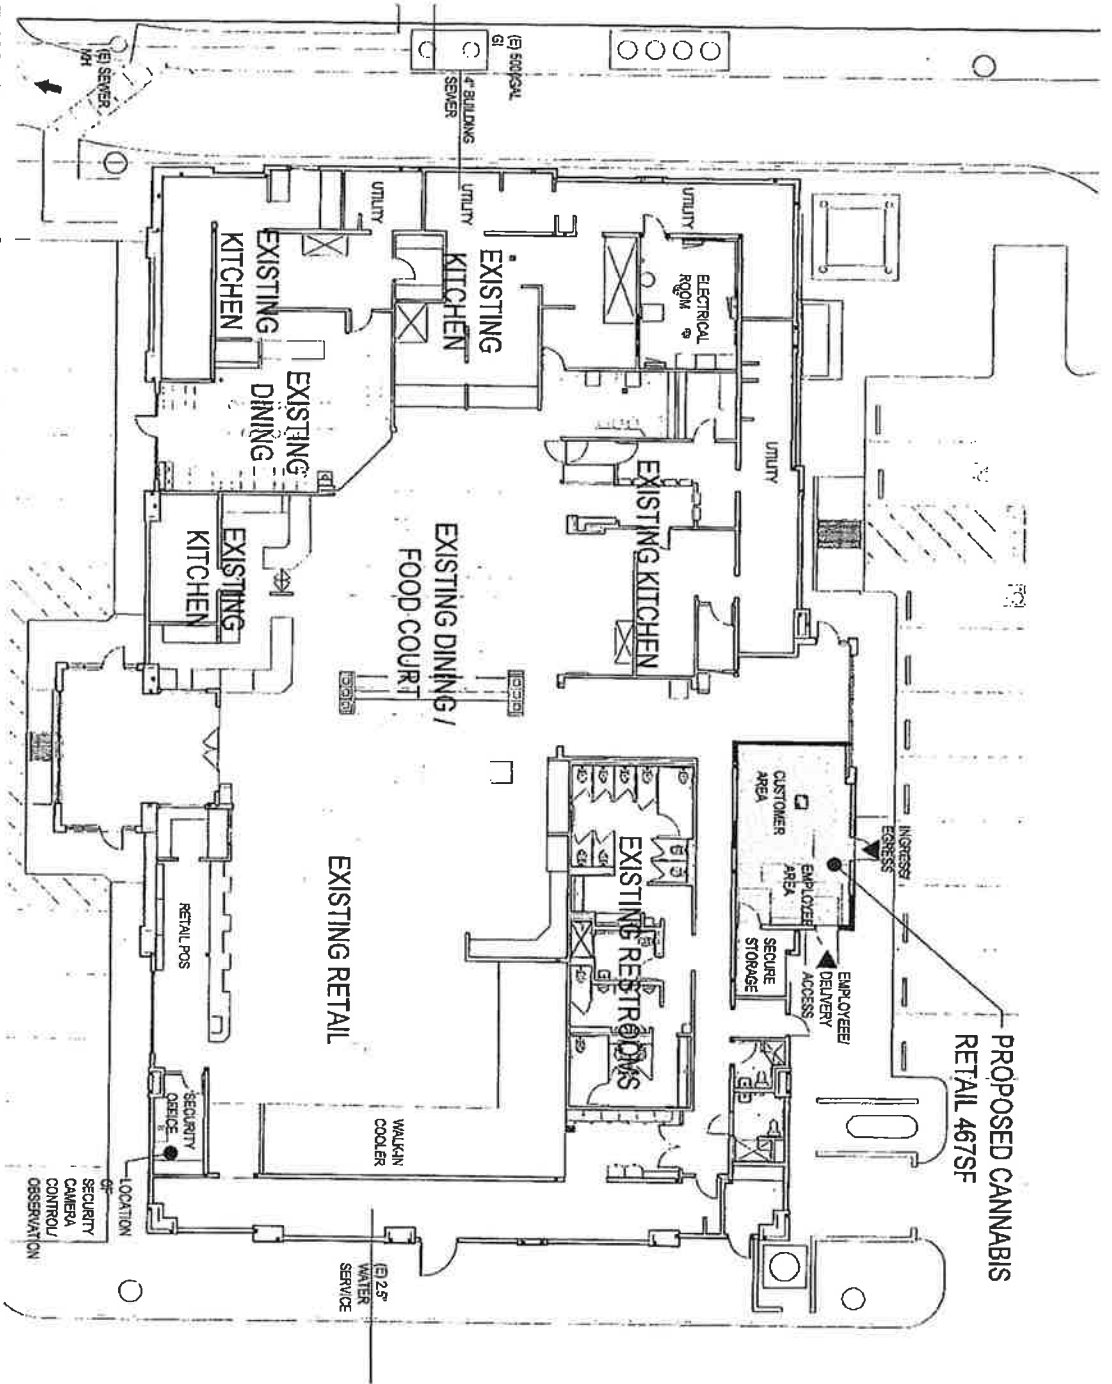 (E) SEWER
MH
GI
4" BUILDING
SEWER
UTILITY
UTILITY
UTILITY
EXISTING
KITCHEN
EXISTING
KITCHEN
ELECTRICAL
ROOM
EXISTING
DINING
UTILITY
EXISTING KITCHEN
EXISTING
KITCHEN
EXISTING DINING /
FOOD COURT
CUSTOMER
AREA
INGRESS/
EGRESS
EMPLOYEE
AREA
EXISTING RESTROOMS
SECURE
STORAGE
EMPLOYEEE/
DELIVERY
ACCESS
PROPOSED CANNABIS
RETAIL 467SF
EXISTING RETAIL
RETAIL POS
SECURITY
OFFICE
WALK-IN
COOLER
LOCATION
OF
SECURITY
CAMERA
CONTROL/
OBSERVATION
(E) 2.5"
WATER
SERVICE